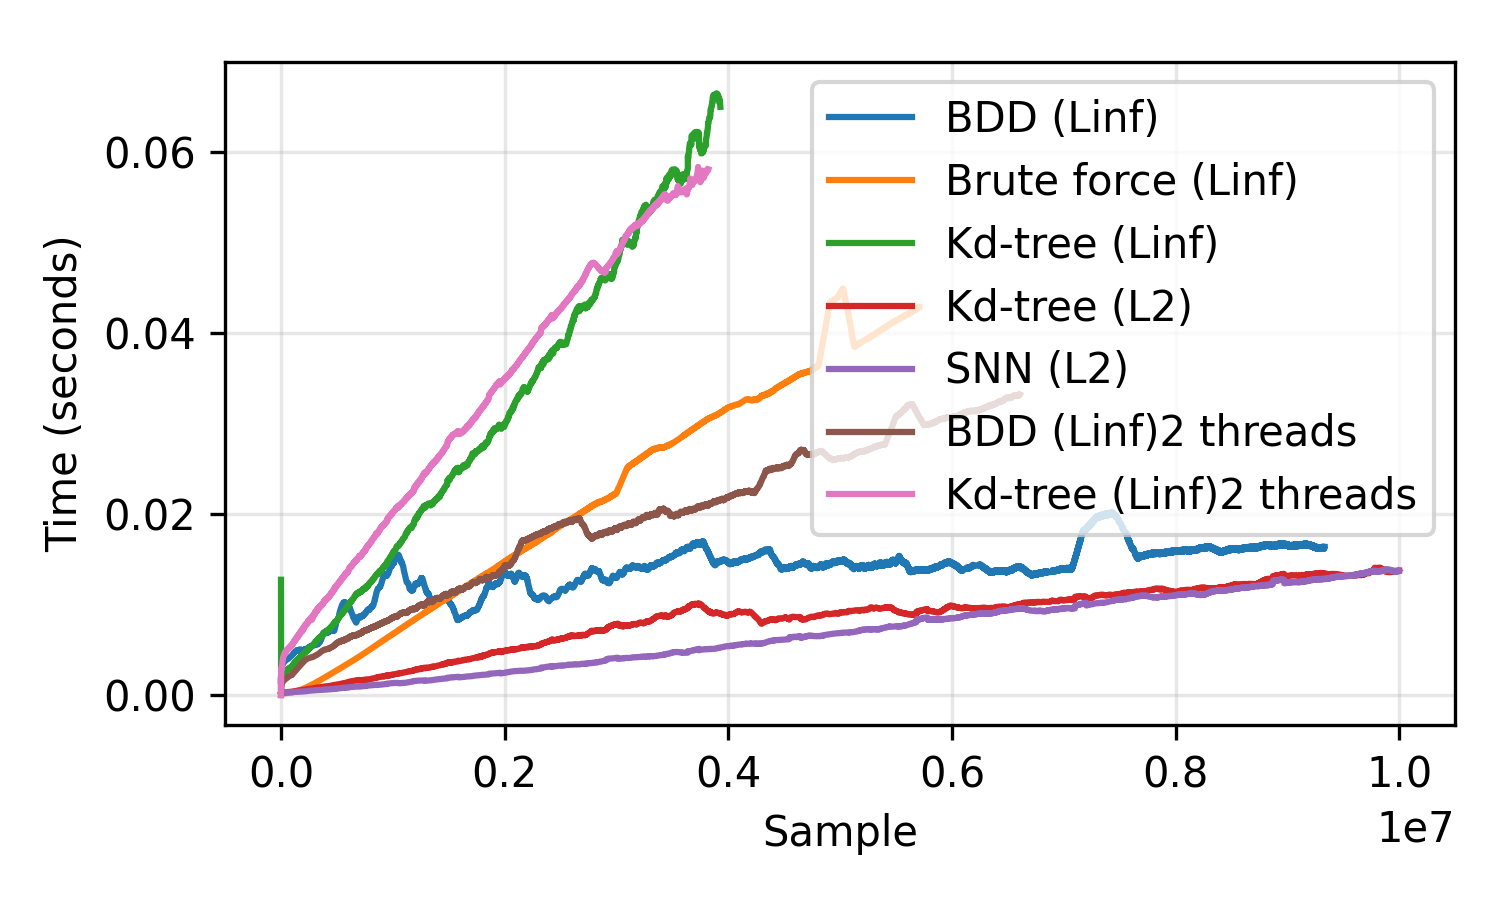 0.06
0.04
0.02
0.00
Time (seconds)
BDD (Linf)
Brute force (Linf)
Kd-tree (Linf)
Kd-tree (L2)
SNN (L2)
BDD (Linf)2 threads
Kd-tree (Linf)2 threads
0.0 0.2 0.4 0.6 0.8 1.0
Sample
1e7